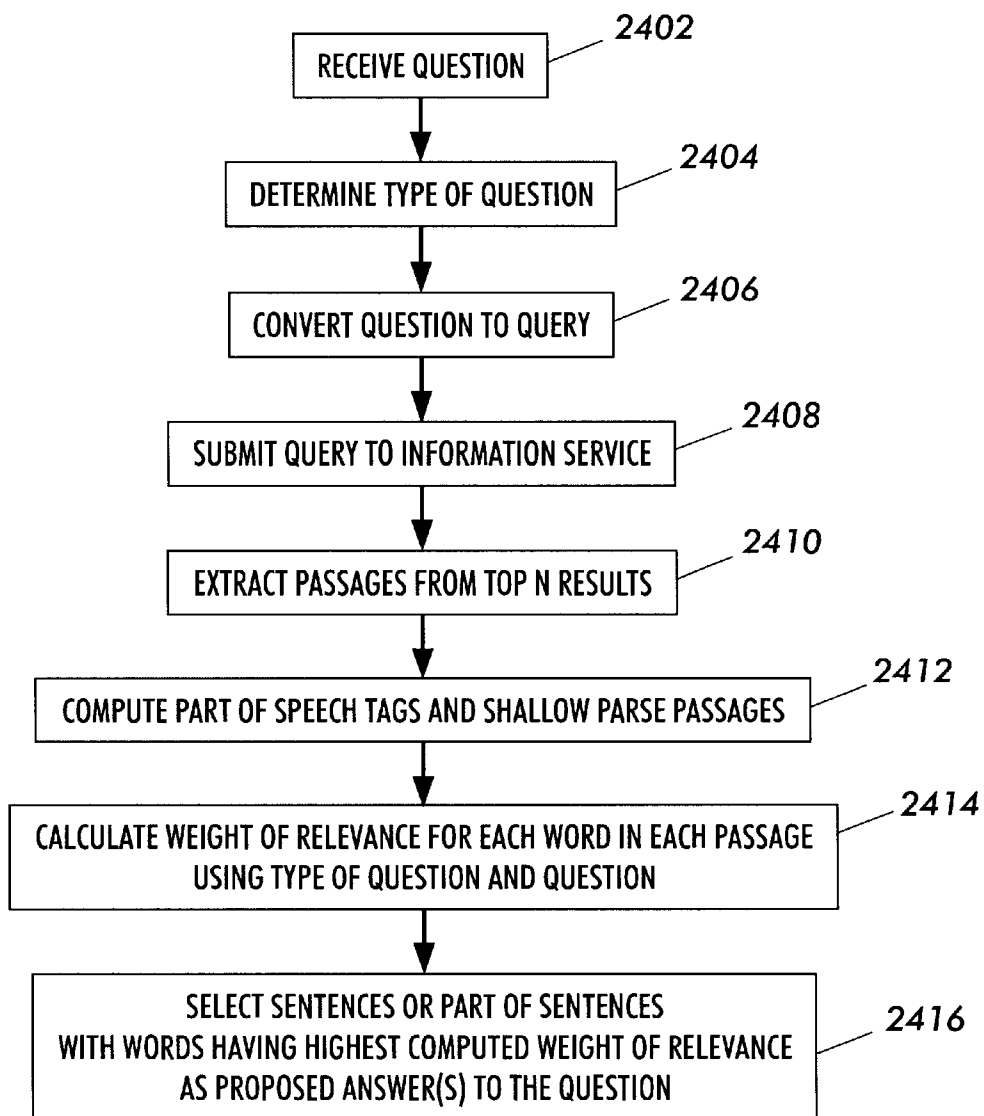 2402
RECEIVE QUESTION
2404
DETERMINE TYPE OF QUESTION
2406
CONVERT QUESTION TO QUERY
2408
SUBMIT QUERY TO INFORMATION SERVICE
2410
EXTRACT PASSAGES FROM TOP N RESULTS
2412
COMPUTE PART OF SPEECH TAGS AND SHALLOW PARSE PASSAGES
2414
CALCULATE WEIGHT OF RELEVANCE FOR EACH WORD IN EACH PASSAGE
USING TYPE OF QUESTION AND QUESTION
2416
SELECT SENTENCES OR PART OF SENTENCES
WITH WORDS HAVING HIGHEST COMPUTED WEIGHT OF RELEVANCE
AS PROPOSED ANSWER(S) TO THE QUESTION